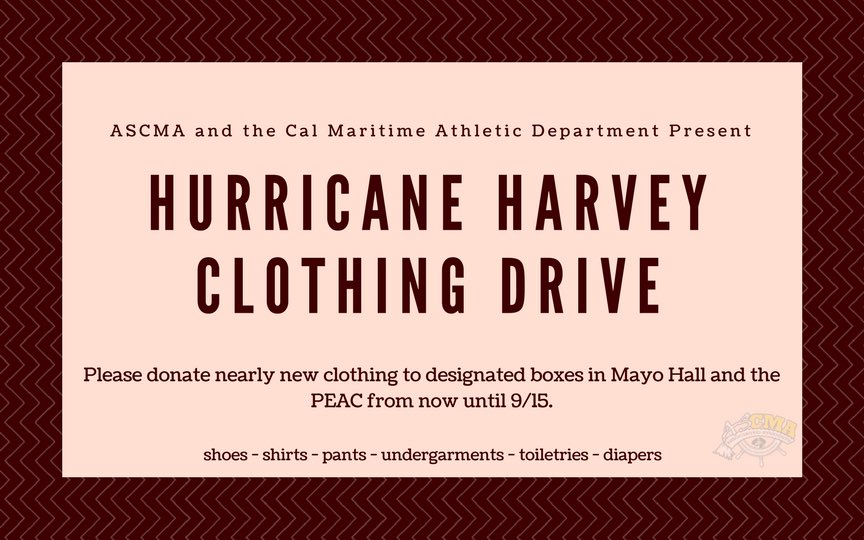 ASCMA and the Cal Maritime Athletic Department Present
HURRICANE HARVEY
CLOTHING DRIVE
Please donate nearly new clothing to designated boxes in Mayo Hall and the
PEAC from now until 9/15.
CMA
shoes - shirts - pants - undergarments - toiletries - diapers